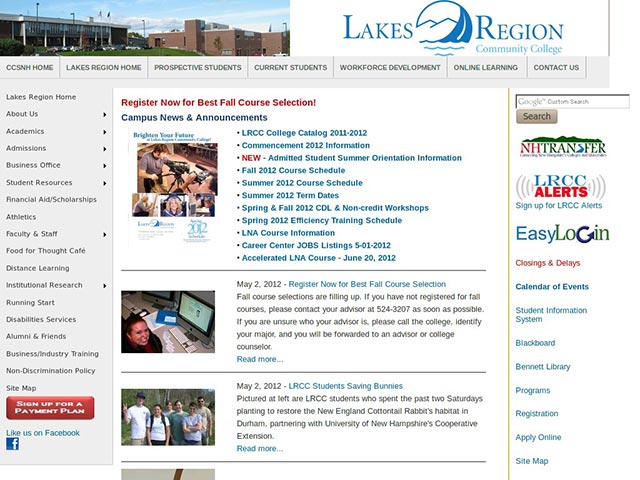 LAKES REGION
Community College
CCSNH HOME
LAKES REGION HOME
PROSPECTIVE STUDENTS
CURRENT STUDENTS
WORKFORCE DEVELOPMENT
ONLINE LEARNING
CONTACT US
Lakes Region Home
About Us
Academics
Admissions
Business Office
Student Resources
Financial Aid/Scholarships
Athletics
Faculty & Staff
Food for Thought Café
Distance Learning
Institutional Research
Running Start
Disabilities Services
Alumni & Friends
Business/Industry Training
Non-Discrimination Policy
Site Map
SIGN UP FOR A
PAYMENT PLAN
Like us on Facebook
Register Now for Best Fall Course Selection!
Campus News & Announcements
Brighten Your Future
at Lakes Region Community College!
LAKES REGION
2012
• LRCC College Catalog 2011-2012
• Commencement 2012 Information
• NEW - Admitted Student Summer Orientation Information
• Fall 2012 Course Schedule
• Summer 2012 Course Schedule
• Summer 2012 Term Dates
• Spring & Fall 2012 CDL & Non-credit Workshops
• Spring 2012 Efficiency Training Schedule
• LNA Course Information
• Career Center JOBS Listings 5-01-2012
• Accelerated LNA Course - June 20, 2012
May 2, 2012 - Register Now for Best Fall Course Selection
Fall course selections are filling up. If you have not registered for fall
courses, please contact your advisor at 524-3207 as soon as possible.
If you are unsure who your advisor is, please call the college, identify
your major, and you will be forwarded to an advisor or college
counselor.
Read more...
May 2, 2012 - LRCC Students Saving Bunnies
Pictured at left are LRCC students who spent the past two Saturdays
planting to restore the New England Cottontail Rabbit's habitat in
Durham, partnering with University of New Hampshire's Cooperative
Extension.
Read more...
Google™ Custom Search
Search
NHTRANSFER
LRCC
ALERTS
Sign up for LRCC Alerts
EasyLogin
Closings & Delays
Calendar of Events
Student Information
System
Blackboard
Bennett Library
Programs
Registration
Apply Online
Site Map